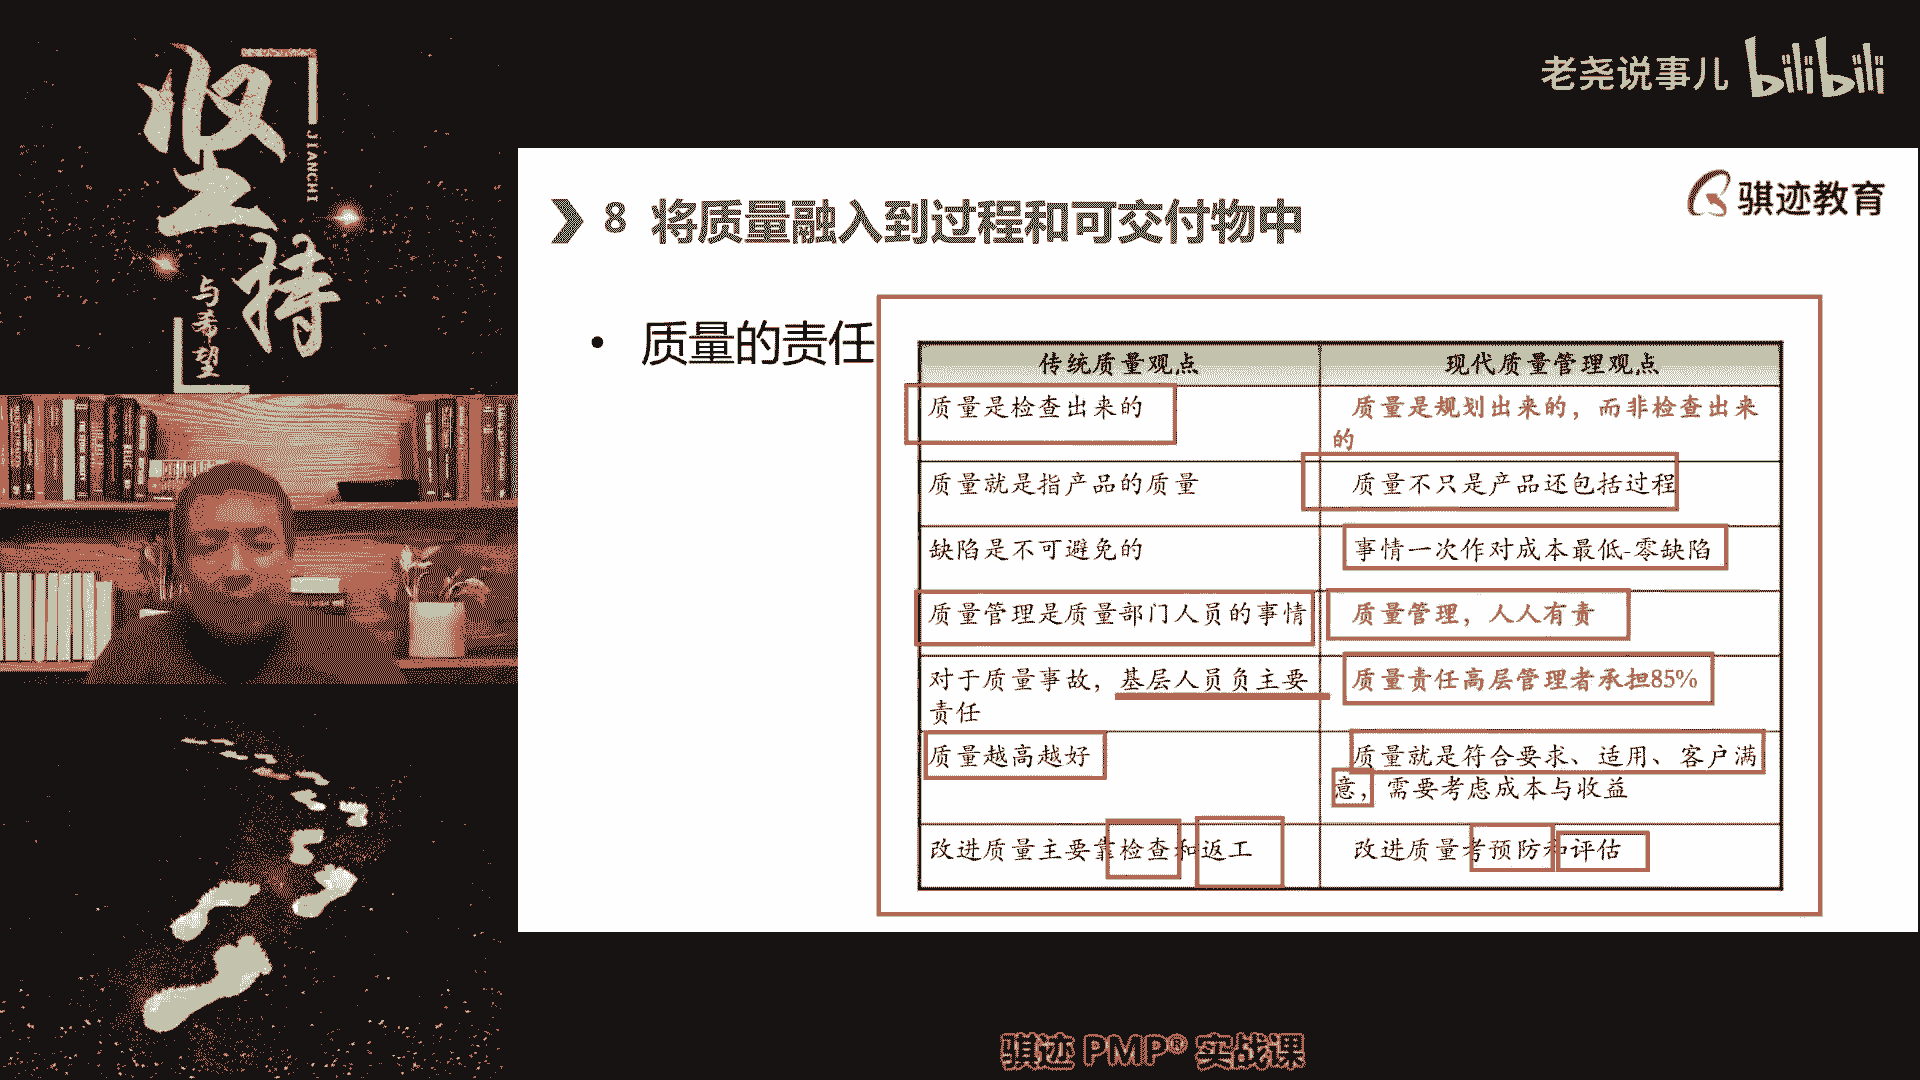 坚持
JIANCHI
与希望
老尧说事儿 bilibili
骐迹教育
8 将质量融入到过程和可交付物中
• 质量的责任
传统质量观点
现代质量管理观点
质量是检查出来的
质量是规划出来的，而非检查出来
的
质量就是指产品的质量
质量不只是产品还包括过程
缺陷是不可避免的
事情一次作对成本最低-零缺陷
质量管理是质量部门人员的事情
质量管理，人人有责
对于质量事故，基层人员负主要
责任
质量责任高层管理者承担85%
质量越高越好
质量就是符合要求、适用、客户满
意，需要考虑成本与收益
改进质量主要靠检查和返工
改进质量考预防和评估
骐迹 PMP® 实战课